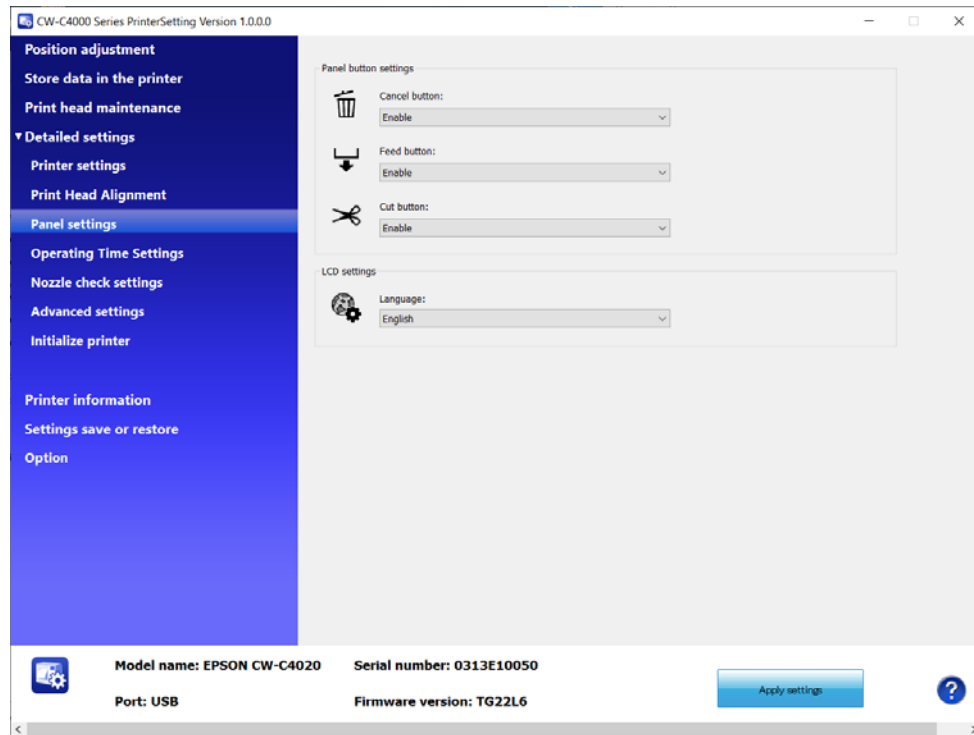 CW-C4000 Series PrinterSetting Version 1.0.0.0
Position adjustment
Store data in the printer
Print head maintenance
Detailed settings
Printer settings
Print Head Alignment
Panel settings
Operating Time Settings
Nozzle check settings
Advanced settings
Initialize printer
Printer information
Settings save or restore
Option
Panel button settings
Cancel button:
Enable
Feed button:
Enable
Cut button:
Enable
LCD settings
Language:
English
Model name: EPSON CW-C4020
Serial number: 0313E10050
Port: USB
Firmware version: TG22L6
Apply settings
?